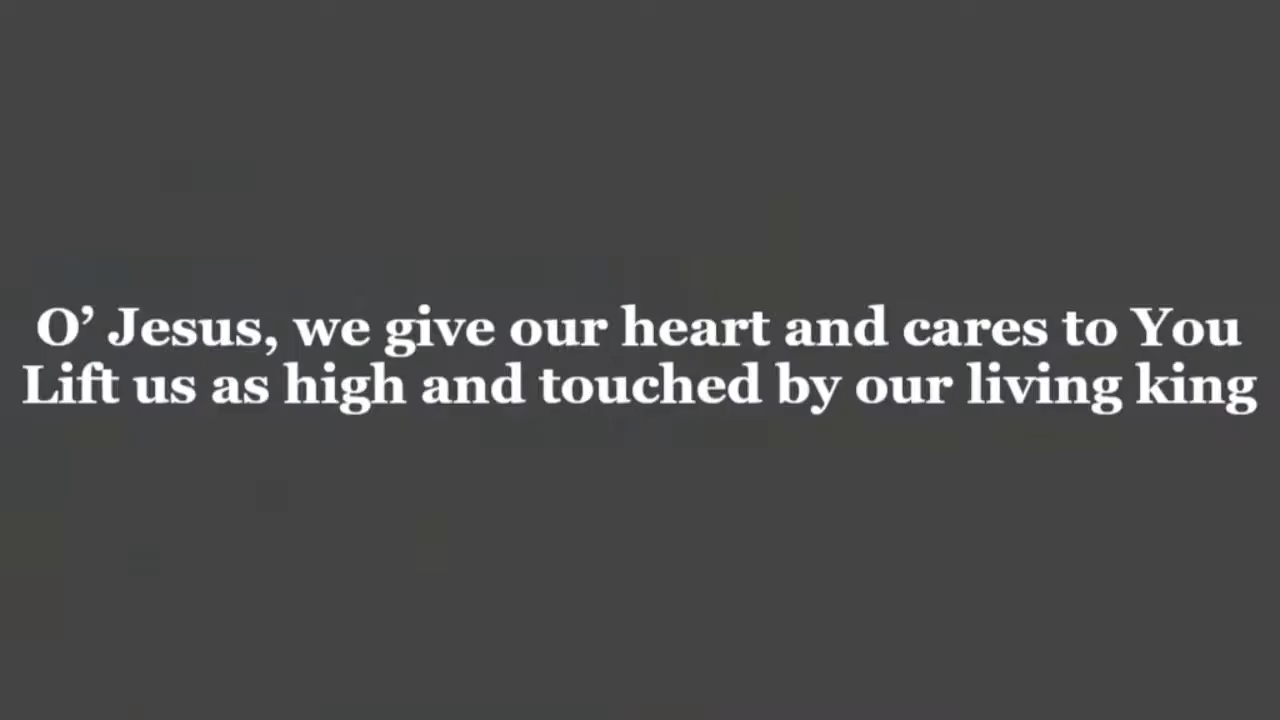 O’ Jesus, we give our heart and cares to You
Lift us as high and touched by our living king